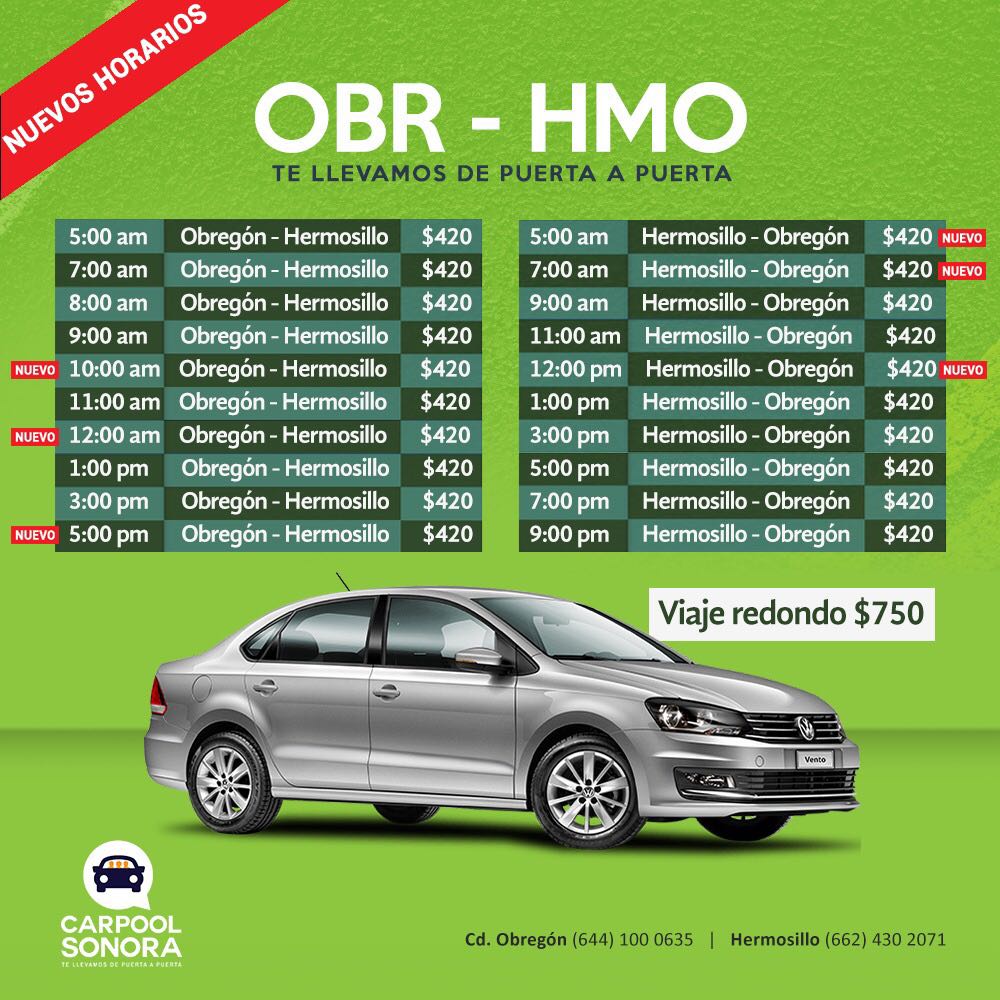 NUEVOS HORARIOS
OBR - HMO
TE LLEVAMOS DE PUERTA A PUERTA
5:00 am Obregón - Hermosillo $420
7:00 am Obregón - Hermosillo $420
8:00 am Obregón - Hermosillo $420
9:00 am Obregón - Hermosillo $420
NUEVO 10:00 am Obregón - Hermosillo $420
11:00 am Obregón - Hermosillo $420
NUEVO 12:00 am Obregón - Hermosillo $420
1:00 pm Obregón - Hermosillo $420
3:00 pm Obregón - Hermosillo $420
NUEVO 5:00 pm Obregón - Hermosillo $420
5:00 am Hermosillo - Obregón $420 NUEVO
7:00 am Hermosillo - Obregón $420 NUEVO
9:00 am Hermosillo - Obregón $420
11:00 am Hermosillo - Obregón $420
12:00 pm Hermosillo - Obregón $420 NUEVO
1:00 pm Hermosillo - Obregón $420
3:00 pm Hermosillo - Obregón $420
5:00 pm Hermosillo - Obregón $420
7:00 pm Hermosillo - Obregón $420
9:00 pm Hermosillo - Obregón $420
Viaje redondo $750
Vento
CARPOOL
SONORA
TE LLEVAMOS DE PUERTA A PUERTA
Cd. Obregón (644) 100 0635 | Hermosillo (662) 430 2071